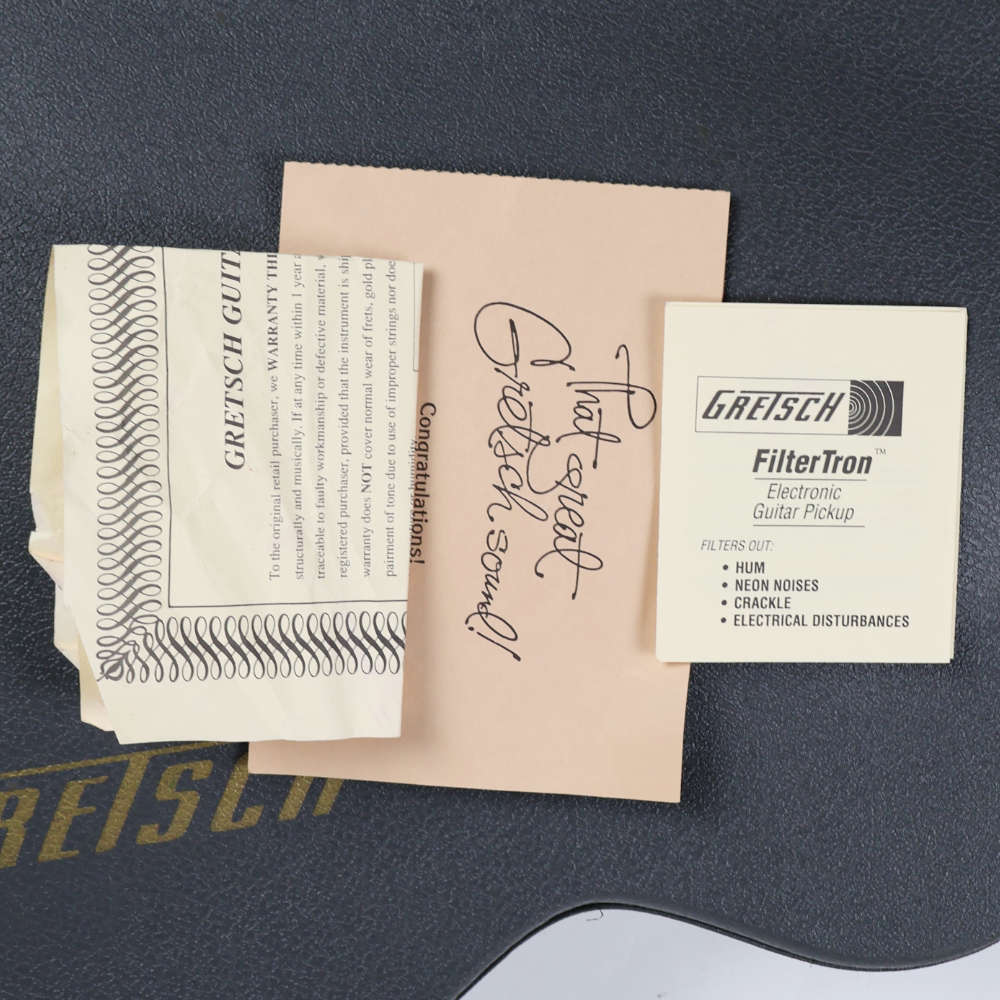 GRETSCH GUIT
To the original retail purchaser, we WARRANTY THI
structurally and musically. If at any time within 1 year
traceable to faulty workmanship or defective material,
registered purchaser, provided that the instrument is ship
warranty does NOT cover normal wear of frets, gold pl
pairment of tone due to use of improper strings nor doe
Congratulations!
That Great
Gretsch sound!
GRETSCH
FilterTron™
Electronic
Guitar Pickup
FILTERS OUT:
• HUM
• NEON NOISES
• CRACKLE
• ELECTRICAL DISTURBANCES
RETSCH